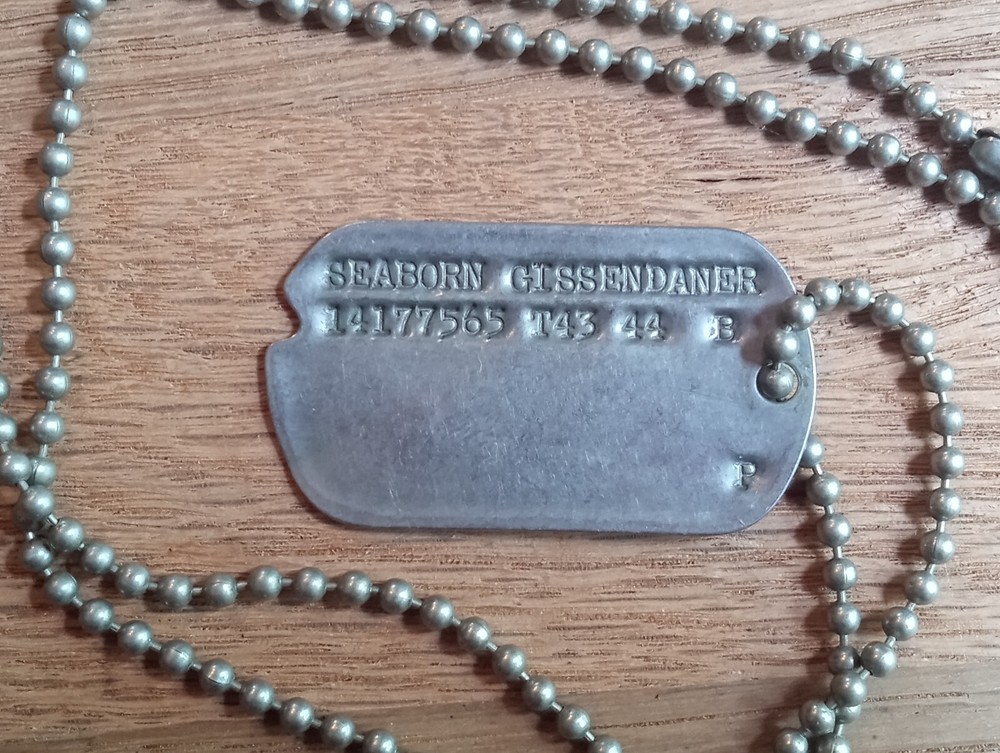 SEABORN GISSENDANER
14177565 T43 44 B
P